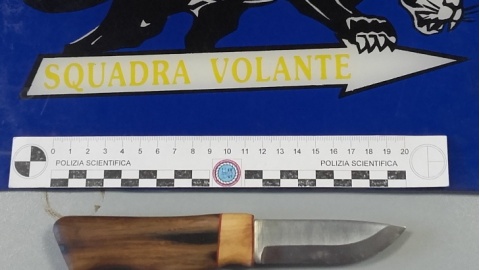 SQUADRA VOLANTE
0 1 2 3 4 5 6 7 8 9 10 11 12 13 14 15 16 17 18 19 20
POLIZIA SCIENTIFICA POLIZIA SCIENTIFICA